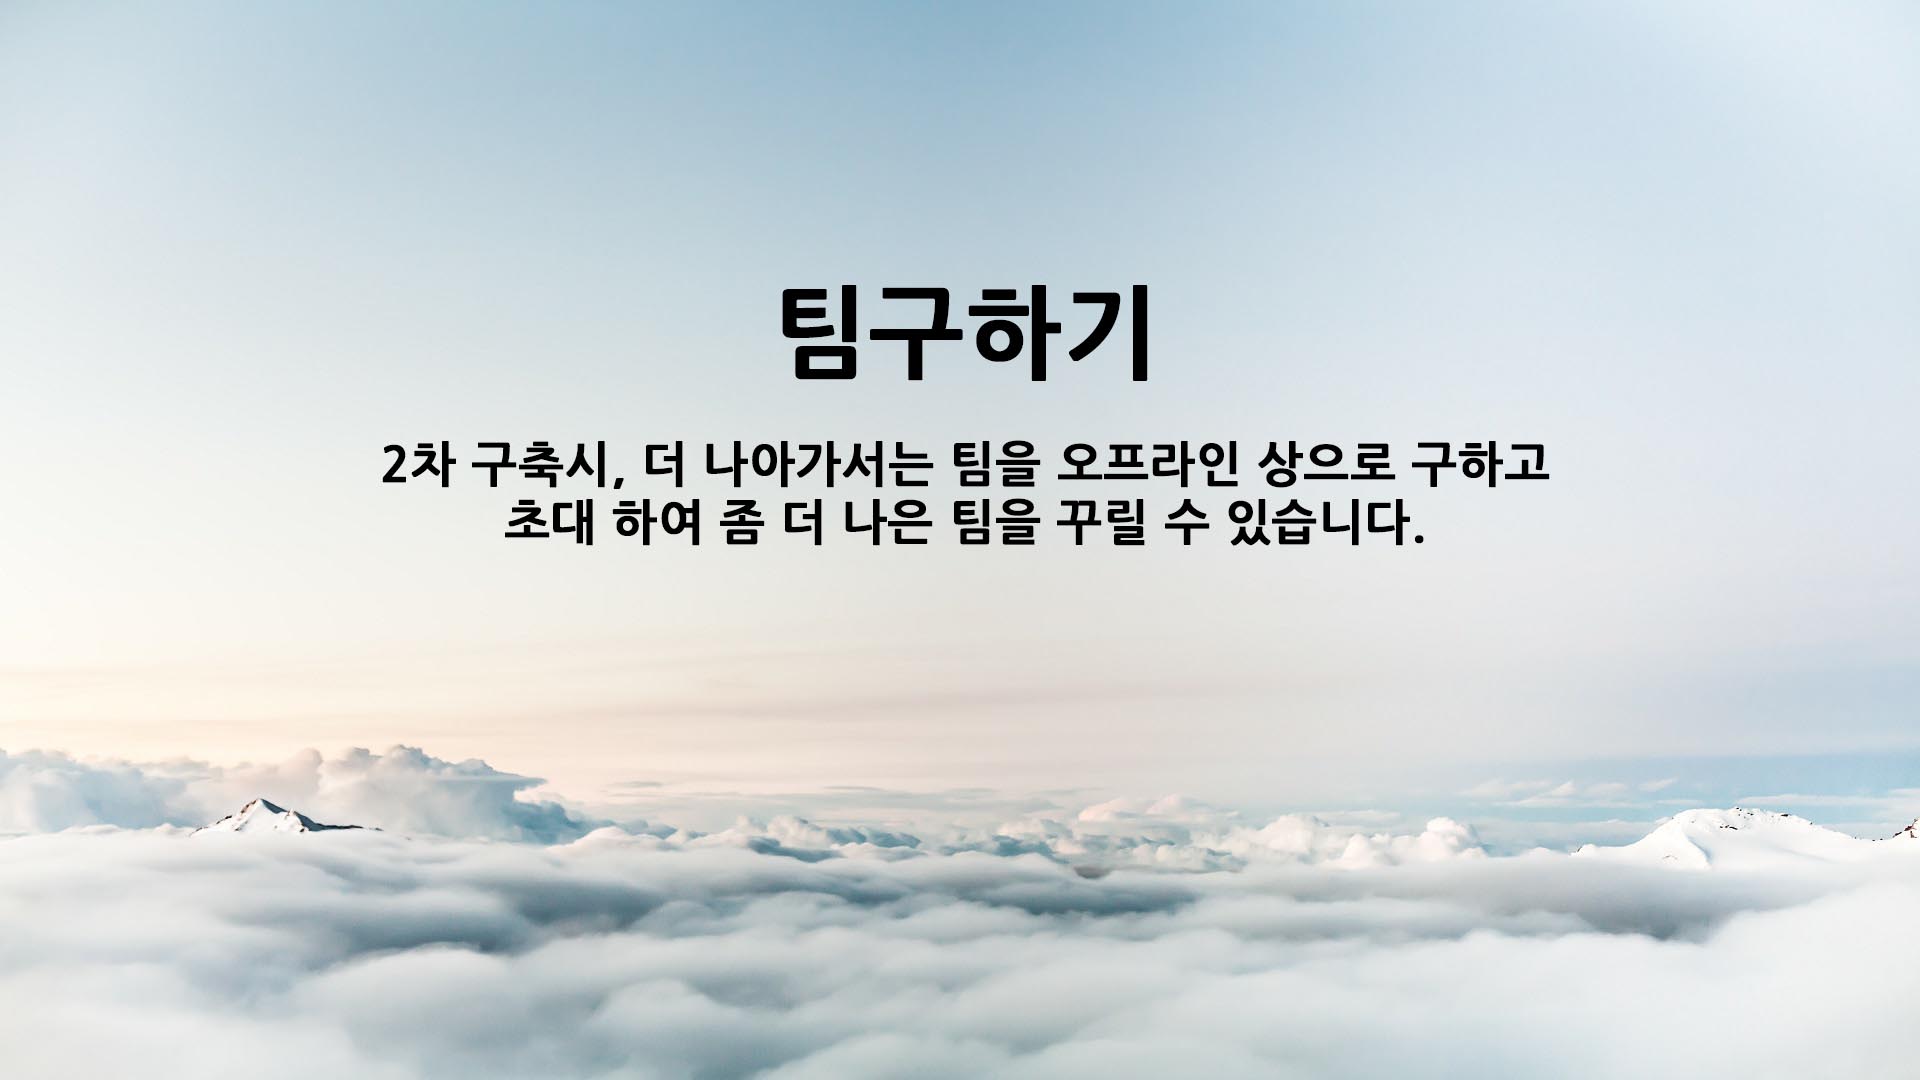 팀구하기
2차 구축시, 더 나아가서는 팀을 오프라인 상으로 구하고
초대 하여 좀 더 나은 팀을 꾸릴 수 있습니다.